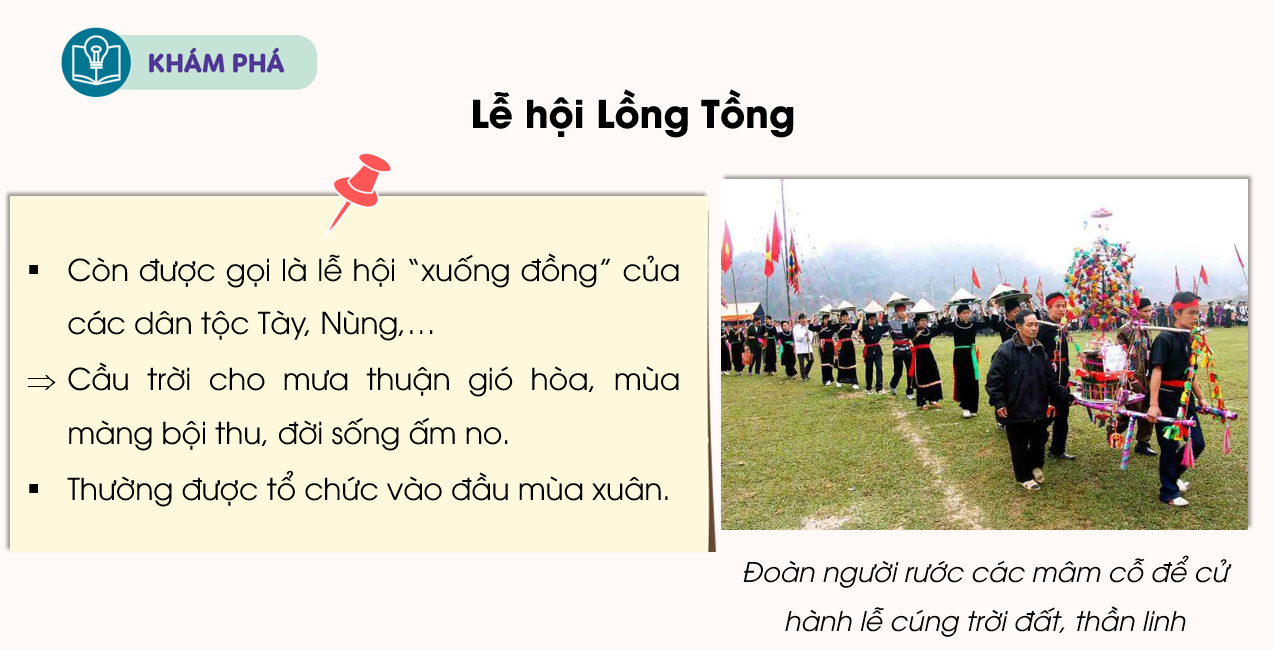 KHÁM PHÁ
Lễ hội Lồng Tồng
▪ Còn được gọi là lễ hội “xuống đồng” của
các dân tộc Tày, Nùng,…
⇒ Cầu trời cho mưa thuận gió hòa, mùa
màng bội thu, đời sống ấm no.
▪ Thường được tổ chức vào đầu mùa xuân.
Đoàn người rước các mâm cỗ để cử
hành lễ cúng trời đất, thần linh